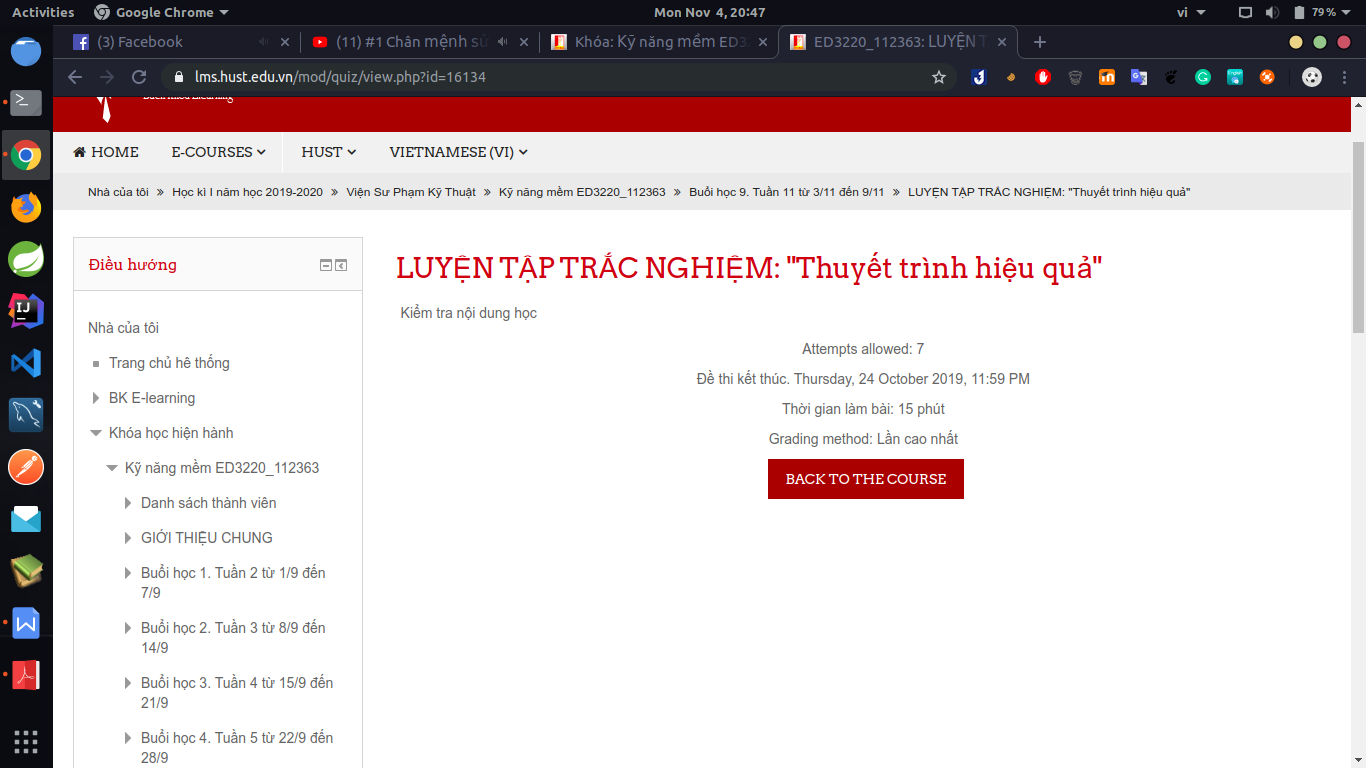 Activities Google Chrome Mon Nov 4, 20:47 vi 79%
(3) Facebook (11) #1 Chân mệnh sủ Khóa: Kỹ năng mềm ED3 ED3220_112363: LUYỆN T
lms.hust.edu.vn/mod/quiz/view.php?id=16134
HOME E-COURSES HUST VIETNAMESE (VI)
Nhà của tôi » Học kì I năm học 2019-2020 » Viện Sư Phạm Kỹ Thuật » Kỹ năng mềm ED3220_112363 » Buổi học 9. Tuần 11 từ 3/11 đến 9/11 » LUYỆN TẬP TRẮC NGHIỆM: "Thuyết trình hiệu quả"
Điều hướng
Nhà của tôi
Trang chủ hê thống
BK E-learning
Khóa học hiện hành
Kỹ năng mềm ED3220_112363
Danh sách thành viên
GIỚI THIỆU CHUNG
Buổi học 1. Tuần 2 từ 1/9 đến
7/9
Buổi học 2. Tuần 3 từ 8/9 đến
14/9
Buổi học 3. Tuần 4 từ 15/9 đến
21/9
Buổi học 4. Tuần 5 từ 22/9 đến
28/9
LUYỆN TẬP TRẮC NGHIỆM: "Thuyết trình hiệu quả"
Kiểm tra nội dung học
Attempts allowed: 7
Đề thi kết thúc. Thursday, 24 October 2019, 11:59 PM
Thời gian làm bài: 15 phút
Grading method: Lần cao nhất
BACK TO THE COURSE